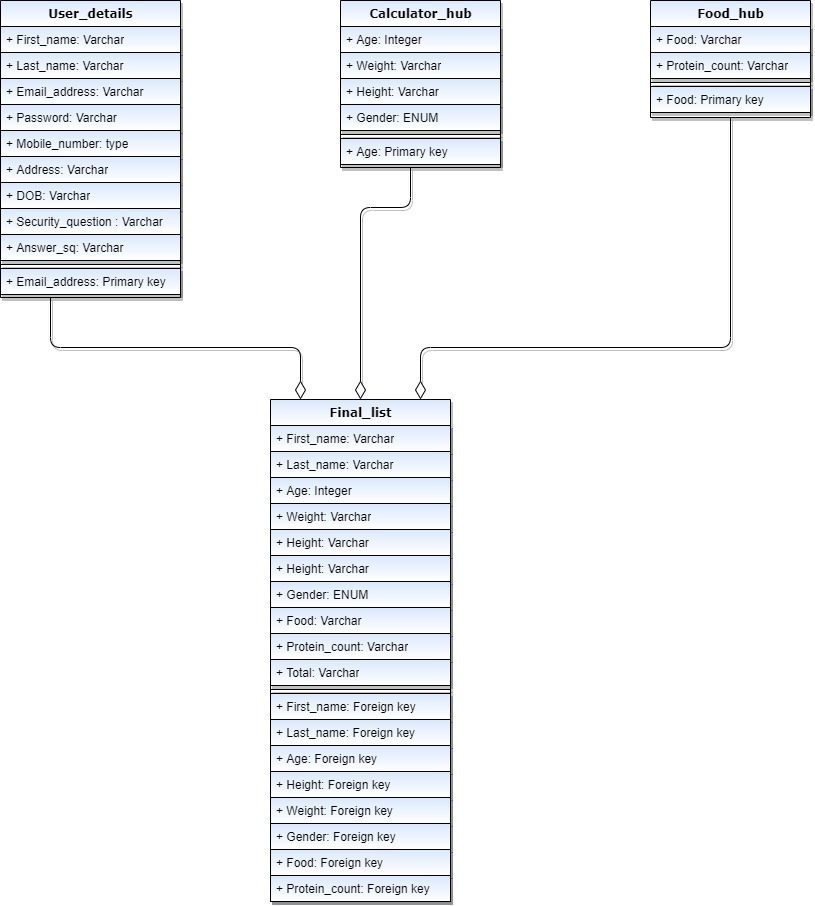 User_details
+ First_name: Varchar
+ Last_name: Varchar
+ Email_address: Varchar
+ Password: Varchar
+ Mobile_number: type
+ Address: Varchar
+ DOB: Varchar
+ Security_question : Varchar
+ Answer_sq: Varchar
+ Email_address: Primary key
Calculator_hub
+ Age: Integer
+ Weight: Varchar
+ Height: Varchar
+ Gender: ENUM
+ Age: Primary key
Food_hub
+ Food: Varchar
+ Protein_count: Varchar
+ Food: Primary key
Final_list
+ First_name: Varchar
+ Last_name: Varchar
+ Age: Integer
+ Weight: Varchar
+ Height: Varchar
+ Height: Varchar
+ Gender: ENUM
+ Food: Varchar
+ Protein_count: Varchar
+ Total: Varchar
+ First_name: Foreign key
+ Last_name: Foreign key
+ Age: Foreign key
+ Height: Foreign key
+ Weight: Foreign key
+ Gender: Foreign key
+ Food: Foreign key
+ Protein_count: Foreign key